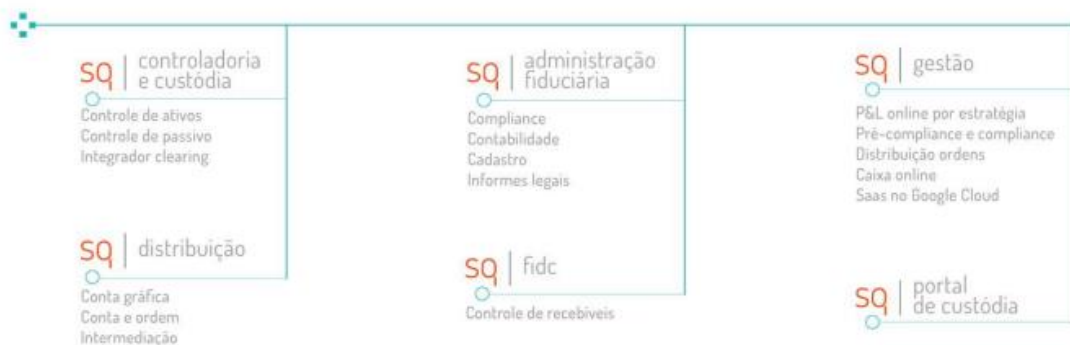 sq | controladoria
e custódia
Controle de ativos
Controle de passivo
Integrador clearing
sq | distribuição
Conta gráfica
Conta e ordem
Intermediação
sq | administração
fiduciária
Compliance
Contabilidade
Cadastro
Informes legais
sq | fidc
Controle de recebíveis
sq | gestão
P&L online por estratégia
Pré-compliance e compliance
Distribuição ordens
Caixa online
Saas no Google Cloud
sq | portal
de custódia